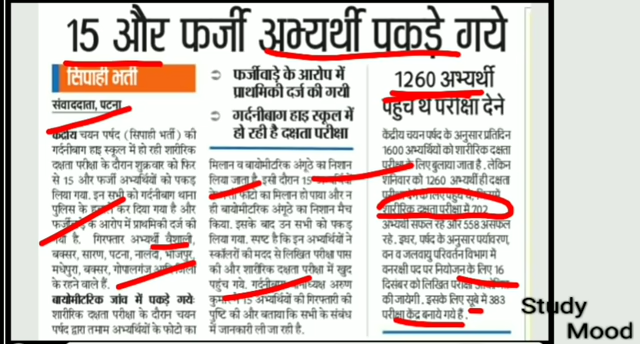 15 और फर्जी अभ्यर्थी पकड़े गये
सिपाही भर्ती
संवाददाता, पटना
केंद्रीय चयन पर्षद (सिपाही भर्ती) की
गर्दनीबाग हाइ स्कूल में हो रही शारीरिक
दक्षता परीक्षा के दौरान शुक्रवार को फिर
से 15 और फर्जी अभ्यर्थियों को पकड़
लिया गया. इन सभी को गर्दनीबाग थाना
पुलिस के कर दिया गया है और
के आरोप में प्राथमिकी दर्ज की
है. गिरफ्तार अभ्यर्थी वैशाली,
बक्सर, सारण, पटना, नालंदा, भोजपुर,
मधेपुरा, बक्सर, गोपालगंज
के रहने वाले हैं.
बायोमीटरिक जांच में पकड़े गये:
शारीरिक दक्षता परीक्षा के दौरान चयन
पर्षद द्वारा तमाम अभ्यर्थियों के फोटो का
➲ फर्जीवाड़े के आरोप में
प्राथमिकी दर्ज की गयी
➲ गर्दनीबाग हाइ स्कूल में
हो रही है दक्षता परीक्षा
मिलान व बायोमीटरिक अंगूठे का निशान
लिया जाता है. इसी दौरान 15
फोटो का मिलान हो पाया और न
ही बायोमीटरिक अंगूठे का निशान मैच
किया. इसके बाद उन सभी को पकड़
लिया गया. स्पष्ट है कि इन अभ्यर्थियों ने
स्कॉलरों की मदद से लिखित परीक्षा पास
की और शारीरिक दक्षता परीक्षा में खुद
पहुंच गये. गर्दनीबाग अरुण
कुमार 15 अभ्यर्थियों की गिरफ्तारी की
पुष्टि की और बताया कि सभी के संबंध
में जानकारी ली जा रही है.
1260 अभ्यर्थी
पहुंचे थे परीक्षा देने
केंद्रीय चयन पर्षद के अनुसार प्रतिदिन
1600 अभ्यर्थियों को शारीरिक दक्षता
परीक्षा के लिए बुलाया जाता है. लेकिन
शनिवार को 1260 अभ्यर्थी ही दक्षता
के लिए पहुंचे थे.
शारीरिक दक्षता परीक्षा में 702
अभ्यर्थी सफल रहे और 558 असफल
रहे. इधर, पर्षद के अनुसार पर्यावरण,
वन व जलवायु परिवर्तन विभाग में
वनरक्षी पद पर नियोजन के लिए 16
दिसंबर को लिखित परीक्षा
की जायेगी. इसके लिए सूबे में 383
परीक्षा केंद्र बनाये गये हैं.
Study
Mood